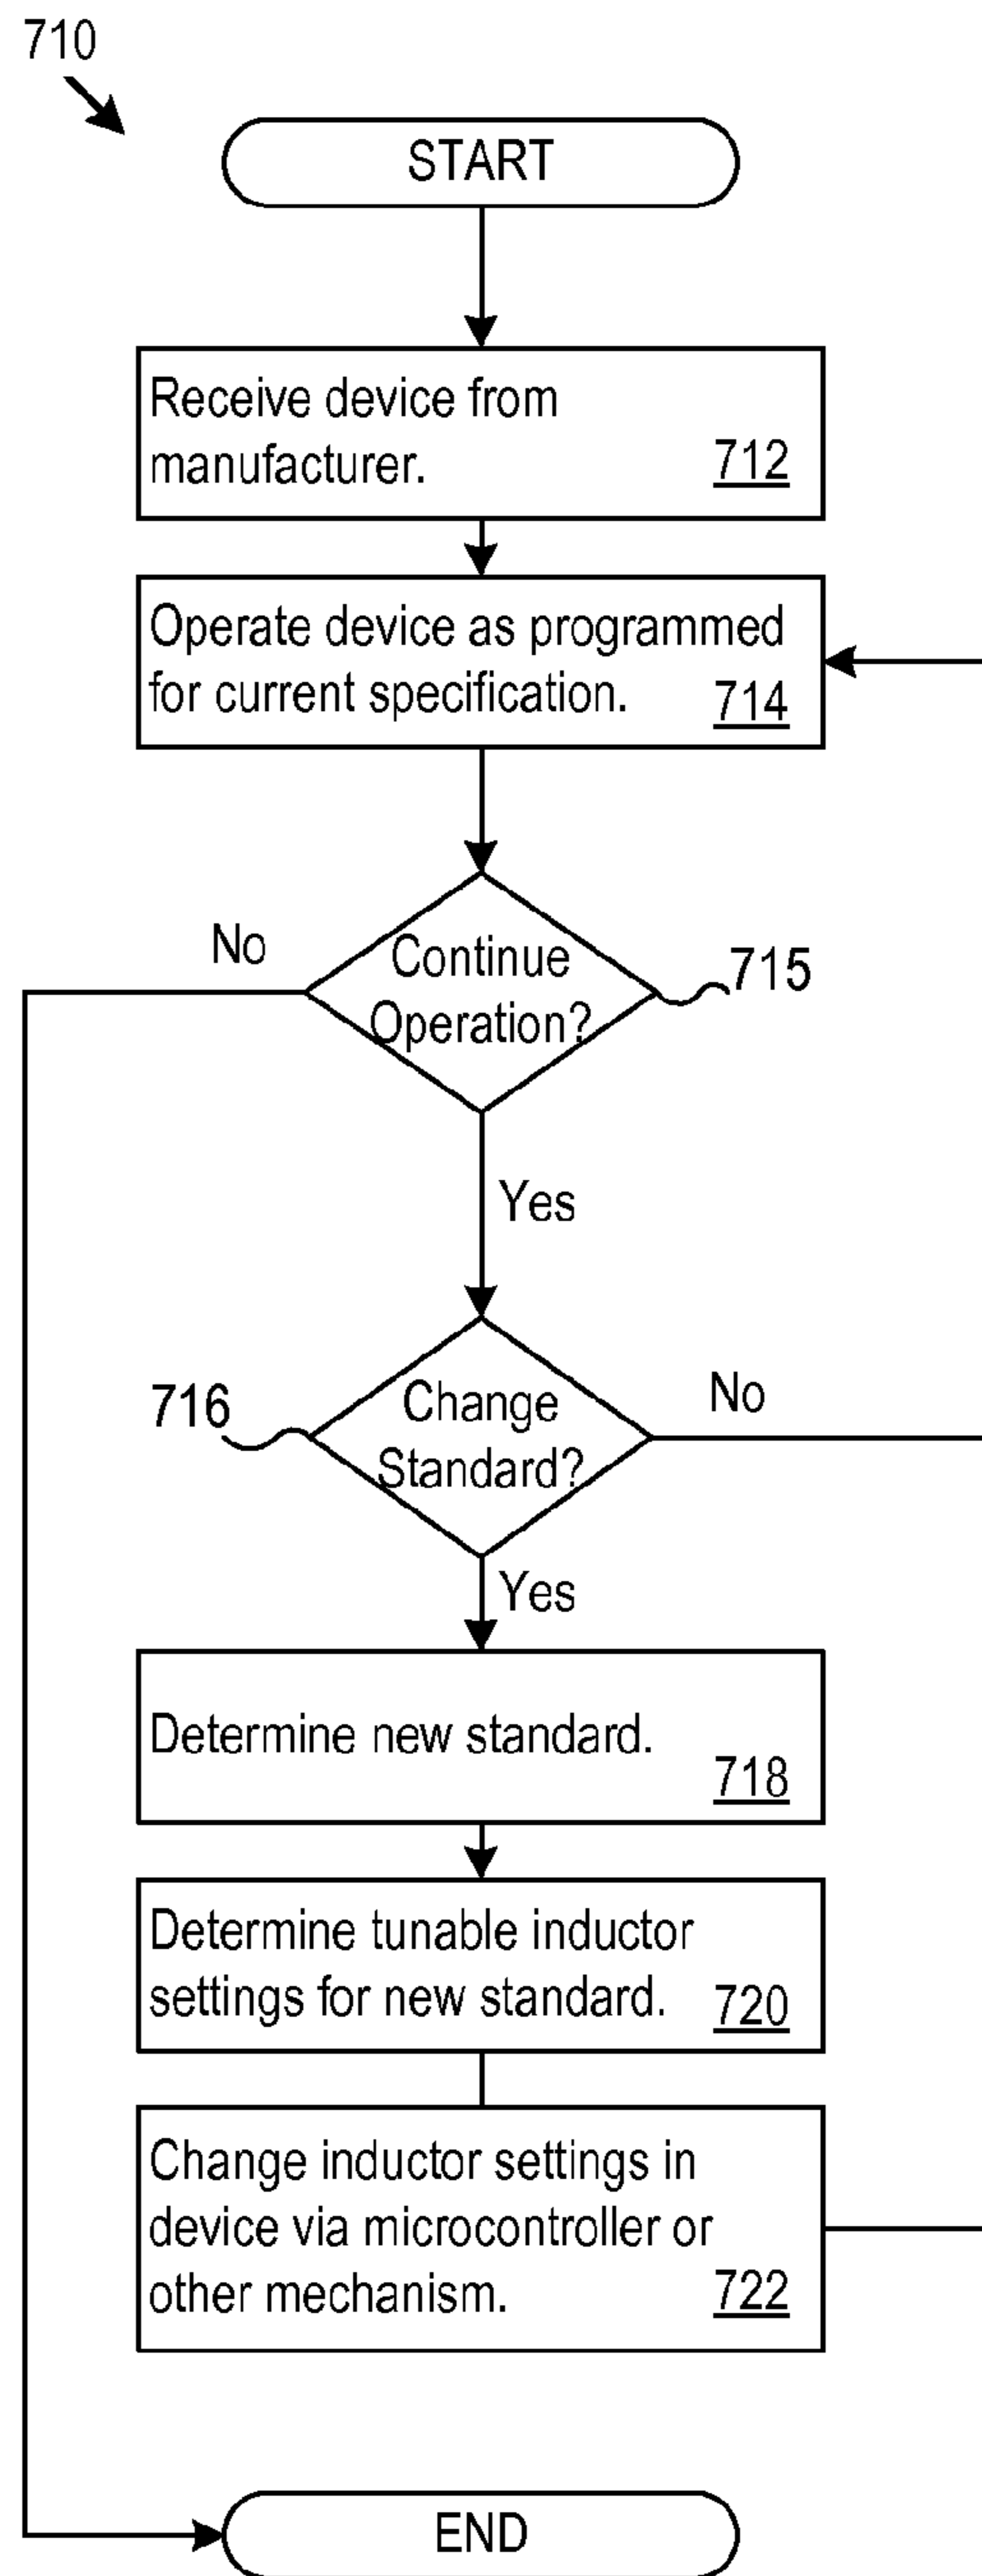 710
START
Receive device from
manufacturer. 712
Operate device as programmed
for current specification. 714
No
Continue
Operation?
715
Yes
716
Change
Standard?
No
Yes
Determine new standard.
718
Determine tunable inductor
settings for new standard. 720
Change inductor settings in
device via microcontroller or
other mechanism. 722
END